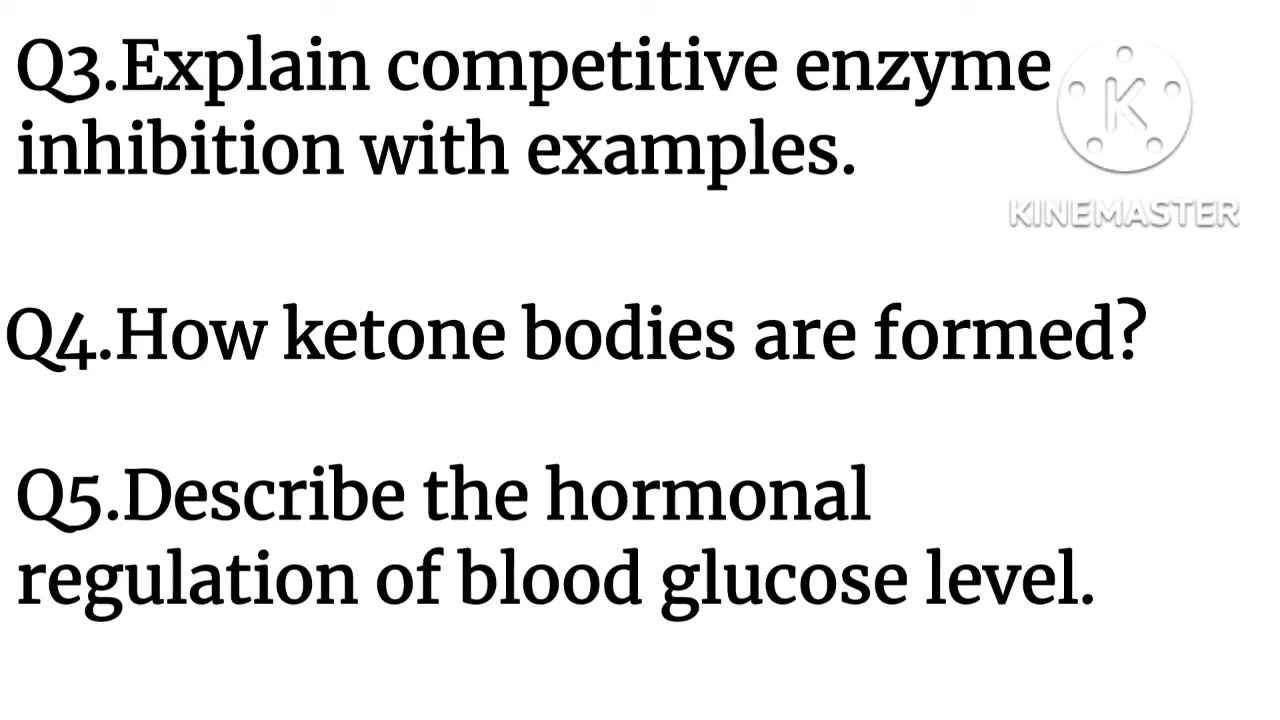 Q3.Explain competitive enzyme
inhibition with examples.
K
KINEMASTER
Q4.How ketone bodies are formed?
Q5.Describe the hormonal
regulation of blood glucose level.